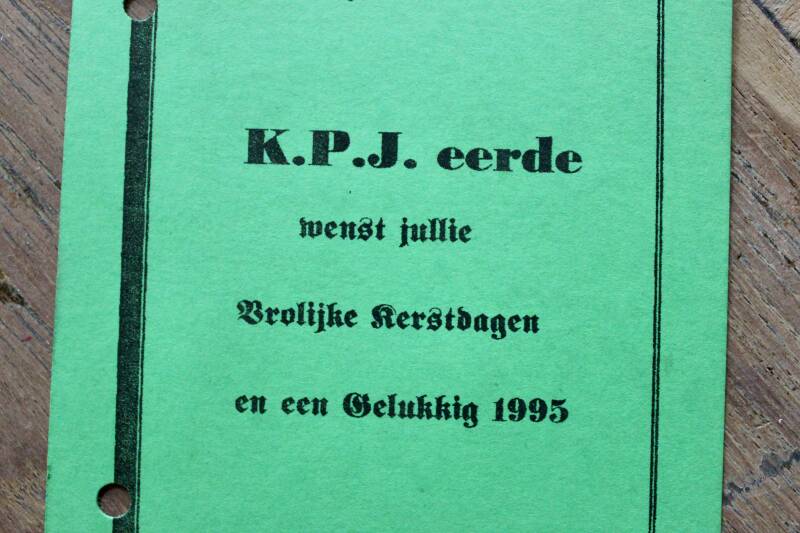 K.P.J. eerde
wenst jullie
Vrolijke Kerstdagen
en een Gelukkig 1995